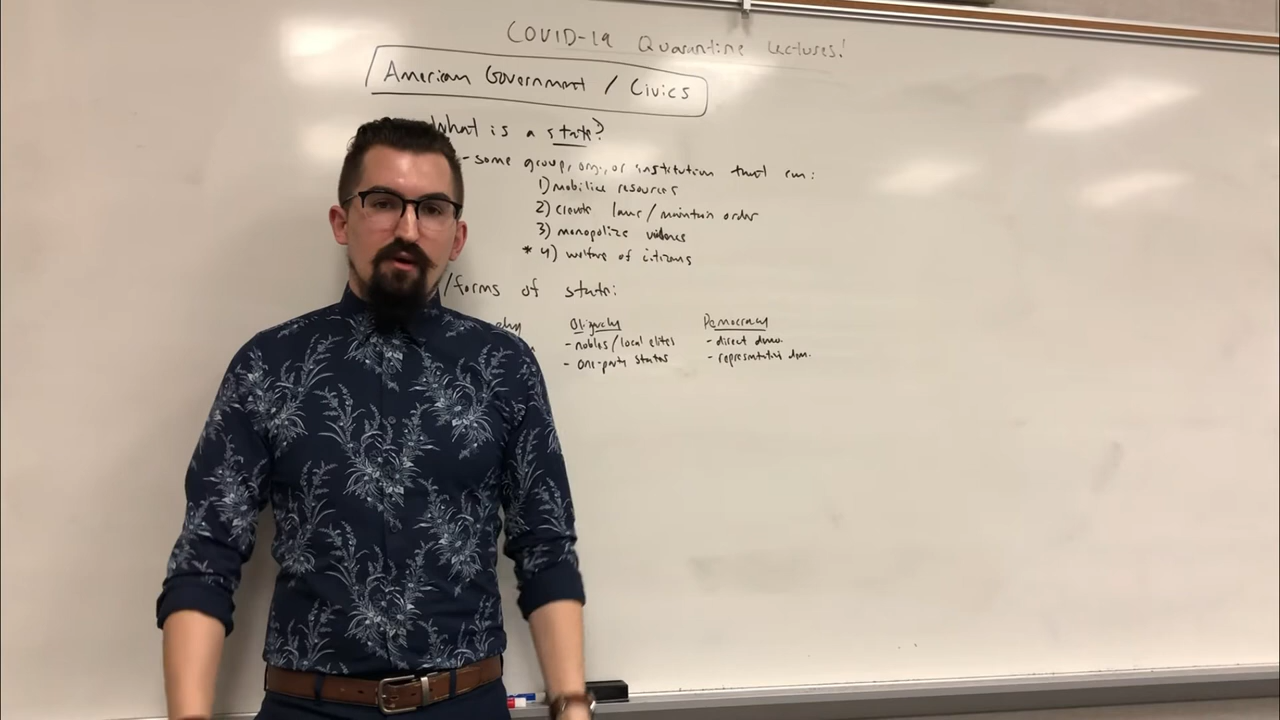 COVID-19 Quarantine Lectures!
American Government / Civics
What is a state?
- some group, org., or institution that can:
1) mobilize resources
2) create laws / maintain order
3) monopolize violence
* 4) welfare of citizens
/forms of state:
Oligarchy Democracy
- nobles/local elites - direct demo.
- one-party states - representative dem.